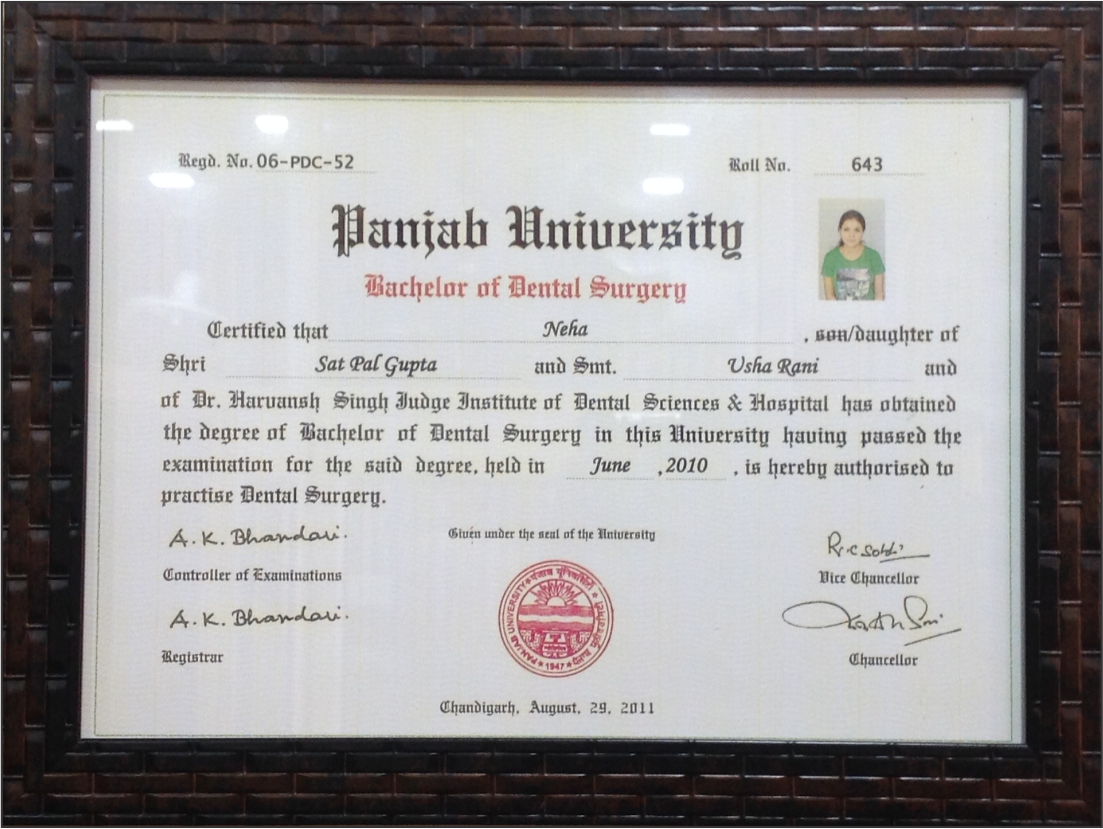 Regd. No. 06-PDC-52 Roll No. 643
Panjab University
Bachelor of Dental Surgery
Certified that Neha , son/daughter of
Shri Sat Pal Gupta and Smt. Usha Rani and
of Dr. Harvansh Singh Judge Institute of Dental Sciences & Hospital has obtained
the degree of Bachelor of Dental Surgery in this University having passed the
examination for the said degree, held in June , 2010 , is hereby authorised to
practise Dental Surgery.
A. K. Bhandari.
Given under the seal of the University
Controller of Examinations
Vice Chancellor
A. K. Bhandari.
PANJAB UNIVERSITY
पंजाब यूनिवर्सिटी
1947
Registrar
Chancellor
Chandigarh, August, 29, 2011